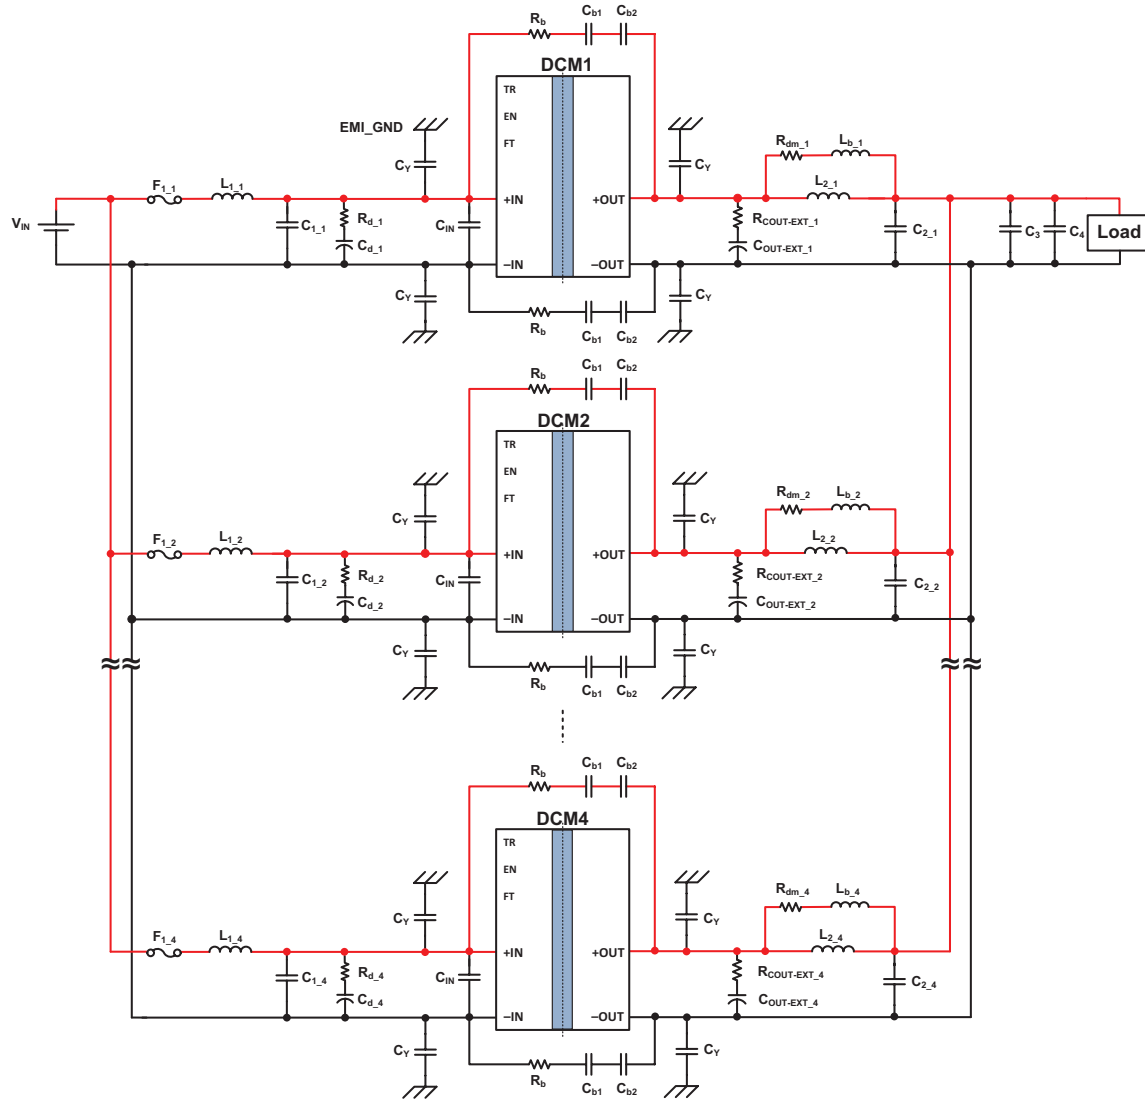 Rb Cb1 Cb2
DCM1
TR
EN
FT
EMI_GND
CY
CY
Rdm_1 Lb_1
F1_1 L1_1
L2_1
VIN
C1_1
Rd_1
Cd_1
CIN
+IN
+OUT
RCOUT-EXT_1
COUT-EXT_1
C2_1
C3
C4
Load
–IN
–OUT
CY
CY
Rb
Cb1 Cb2
Rb Cb1 Cb2
DCM2
TR
EN
FT
CY
CY
Rdm_2 Lb_2
F1_2 L1_2
L2_2
C1_2
Rd_2
Cd_2
CIN
+IN
+OUT
RCOUT-EXT_2
COUT-EXT_2
C2_2
–IN
–OUT
CY
CY
Rb
Cb1 Cb2
Rb Cb1 Cb2
DCM4
TR
EN
FT
CY
CY
Rdm_4 Lb_4
F1_4 L1_4
L2_4
C1_4
Rd_4
Cd_4
CIN
+IN
+OUT
RCOUT-EXT_4
COUT-EXT_4
C2_4
–IN
–OUT
CY
CY
Rb
Cb1 Cb2